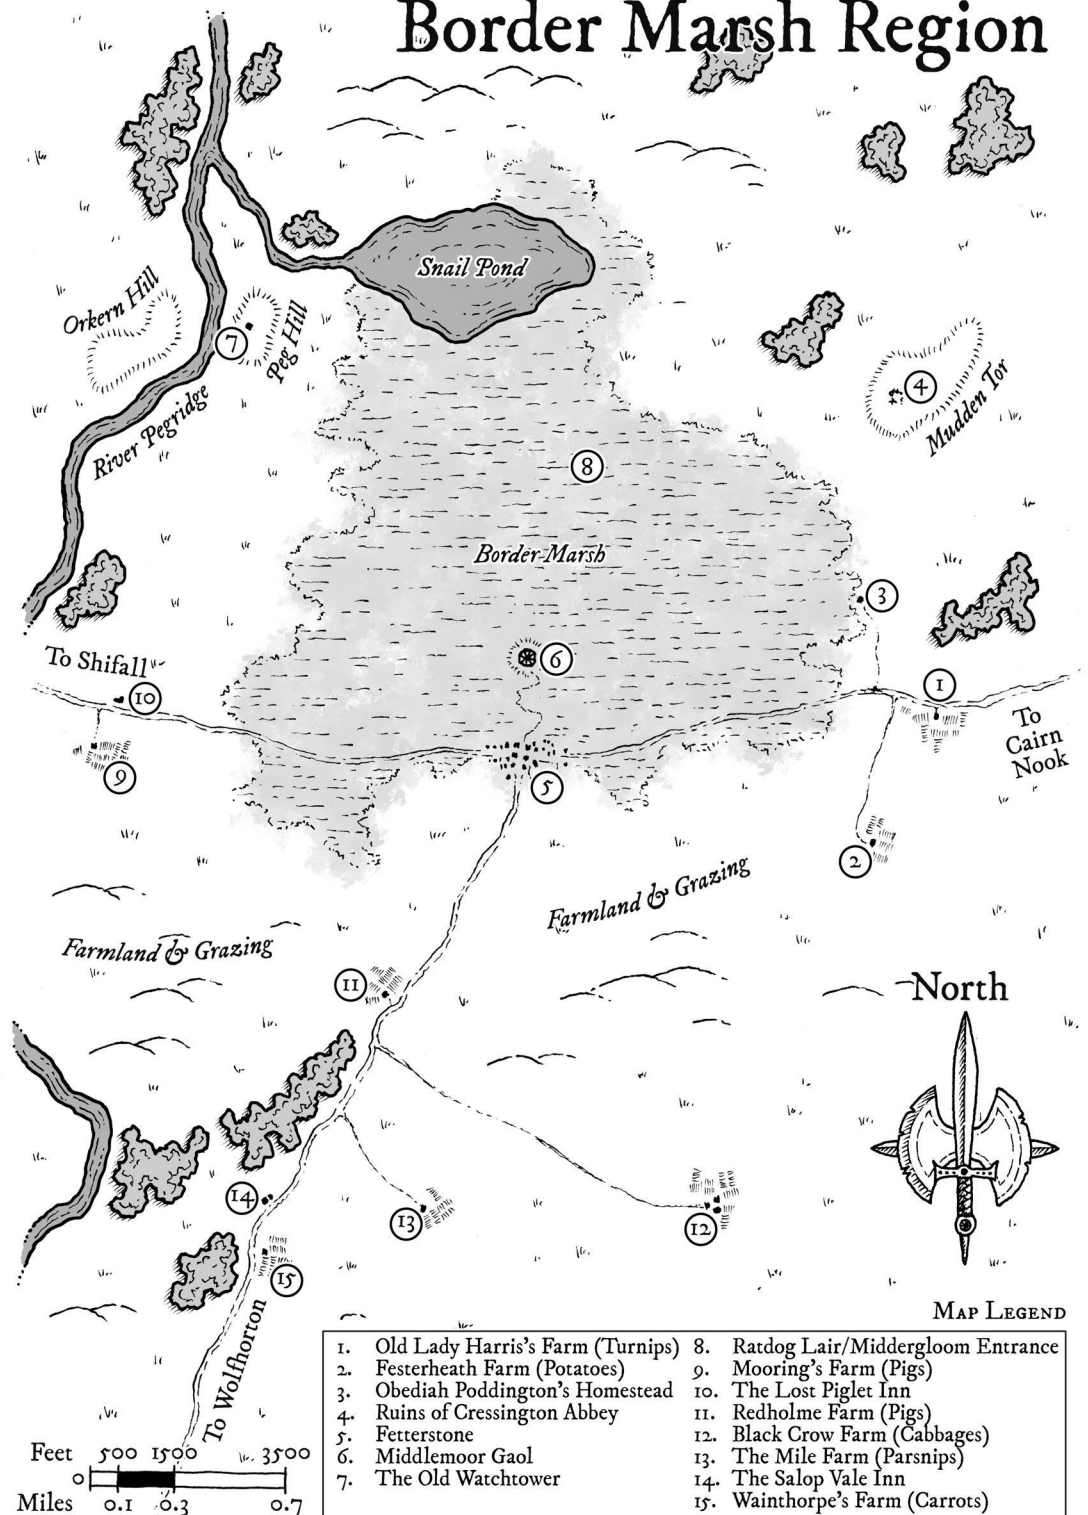 Border Marsh Region
Snail Pond
Orkern Hill
7
Peg Hill
River Pegridge
4
Mudden Tor
8
Border Marsh
3
6
To Shifall
10
1
To
Cairn
Nook
9
5
2
Farmland & Grazing
Farmland & Grazing
11
North
14
13
12
15
To Wolfhorton
Map Legend
1. Old Lady Harris's Farm (Turnips)
2. Festerheath Farm (Potatoes)
3. Obediah Poddington's Homestead
4. Ruins of Cressington Abbey
5. Fetterstone
6. Middlemoor Gaol
7. The Old Watchtower
8. Ratdog Lair/Middergloom Entrance
9. Mooring's Farm (Pigs)
10. The Lost Piglet Inn
11. Redholme Farm (Pigs)
12. Black Crow Farm (Cabbages)
13. The Mile Farm (Parsnips)
14. The Salop Vale Inn
15. Wainthorpe's Farm (Carrots)
Feet 500 1500 3500
0
Miles 0.1 0.3 0.7